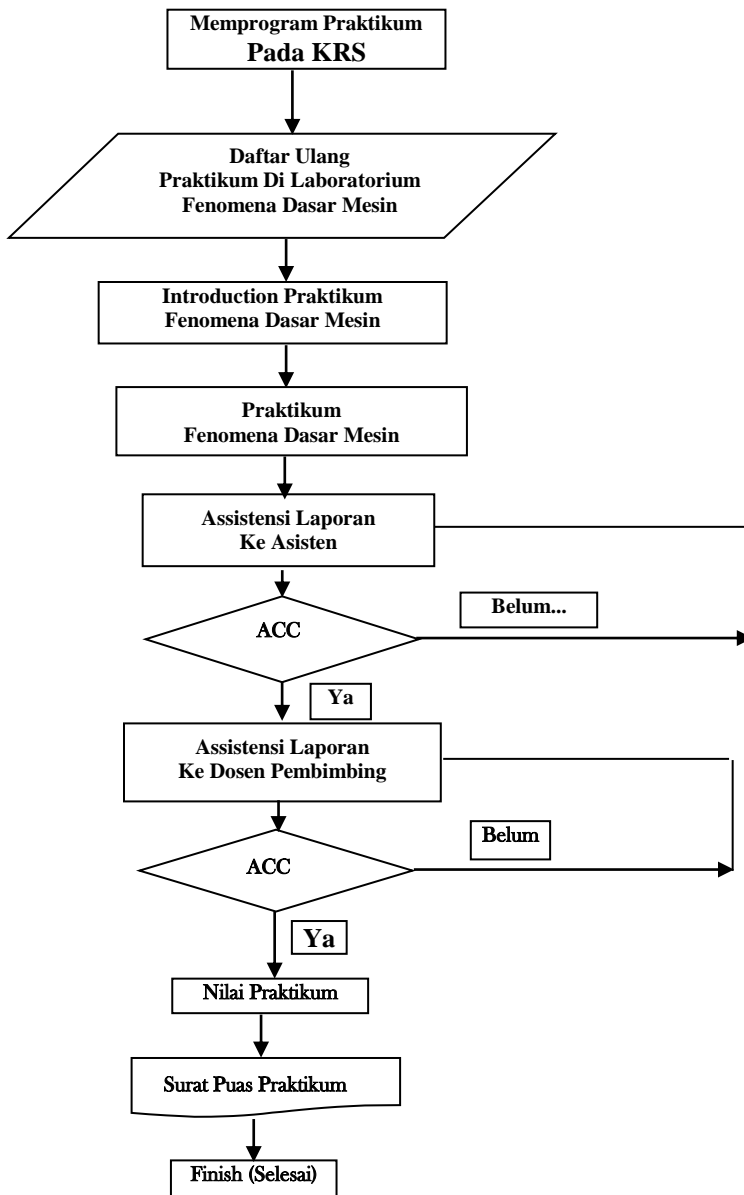 Memprogram Praktikum
Pada KRS
Daftar Ulang
Praktikum Di Laboratorium
Fenomena Dasar Mesin
Introduction Praktikum
Fenomena Dasar Mesin
Praktikum
Fenomena Dasar Mesin
Assistensi Laporan
Ke Asisten
ACC
Belum...
Ya
Assistensi Laporan
Ke Dosen Pembimbing
ACC
Belum
Ya
Nilai Praktikum
Surat Puas Praktikum
Finish (Selesai)